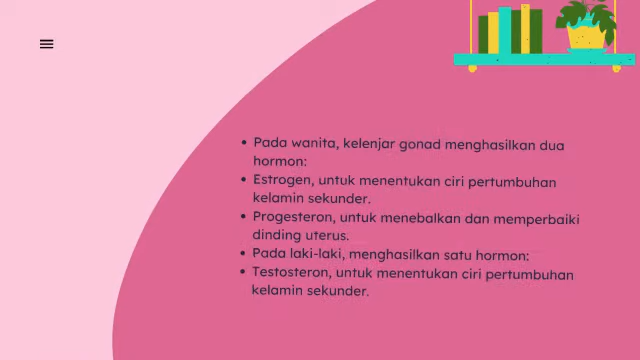 • Pada wanita, kelenjar gonad menghasilkan dua
hormon:
• Estrogen, untuk menentukan ciri pertumbuhan
kelamin sekunder.
• Progesteron, untuk menebalkan dan memperbaiki
dinding uterus.
• Pada laki-laki, menghasilkan satu hormon:
• Testosteron, untuk menentukan ciri pertumbuhan
kelamin sekunder.